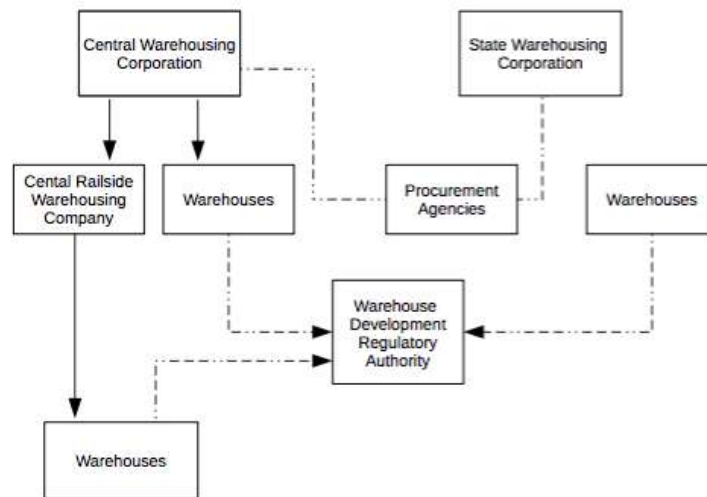 Central Warehousing
Corporation
State Warehousing
Corporation
Cental Railside
Warehousing
Company
Warehouses
Procurement
Agencies
Warehouses
Warehouse
Development
Regulatory
Authority
Warehouses